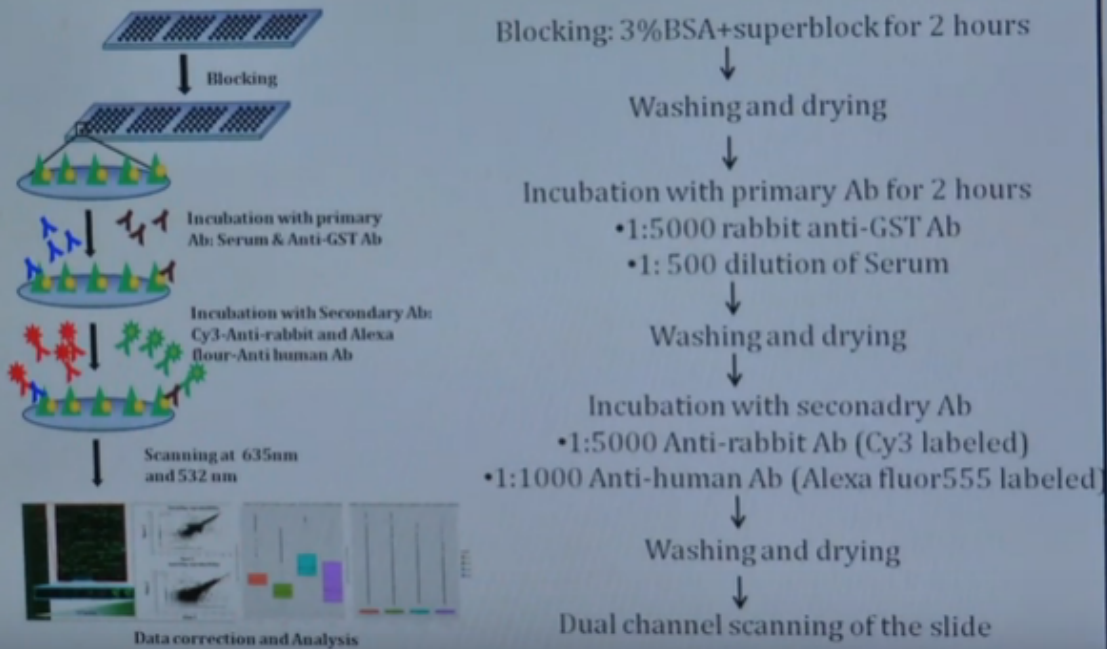 Blocking
Incubation with primary
Ab: Serum & Anti-GST Ab
Incubation with Secondary Ab:
Cy3-Anti-rabbit and Alexa
flour-Anti human Ab
Scanning at 635nm
and 532 nm
Data correction and Analysis
Blocking: 3%BSA+superblock for 2 hours
Washing and drying
Incubation with primary Ab for 2 hours
•1:5000 rabbit anti-GST Ab
•1: 500 dilution of Serum
Washing and drying
Incubation with seconadry Ab
•1:5000 Anti-rabbit Ab (Cy3 labeled)
•1:1000 Anti-human Ab (Alexa fluor555 labeled)
Washing and drying
Dual channel scanning of the slide